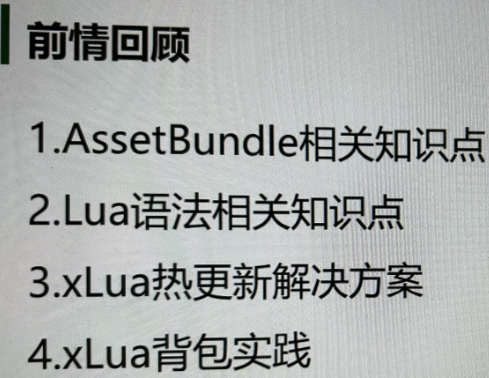 前情回顾
1.AssetBundle相关知识点
2.Lua语法相关知识点
3.xLua热更新解决方案
4.xLua背包实践